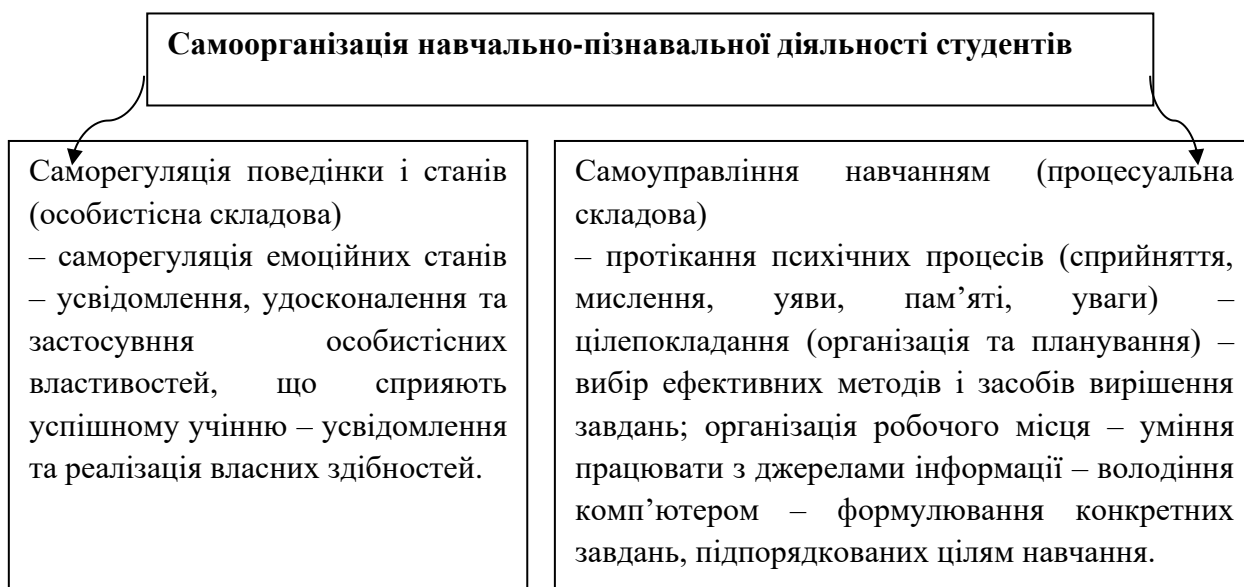 Самоорганізація навчально-пізнавальної діяльності студентів
Саморегуляція поведінки і станів
(особистісна складова)
– саморегуляція емоційних станів
– усвідомлення, удосконалення та
застосувння особистісних
властивостей, що сприяють
успішному учінню – усвідомлення
та реалізація власних здібностей.
Самоуправління навчанням (процесуальна
складова)
– протікання психічних процесів (сприйняття,
мислення, уяви, пам’яті, уваги) –
цілепокладання (організація та планування) –
вибір ефективних методів і засобів вирішення
завдань; організація робочого місця – уміння
працювати з джерелами інформації – володіння
комп’ютером – формулювання конкретних
завдань, підпорядкованих цілям навчання.